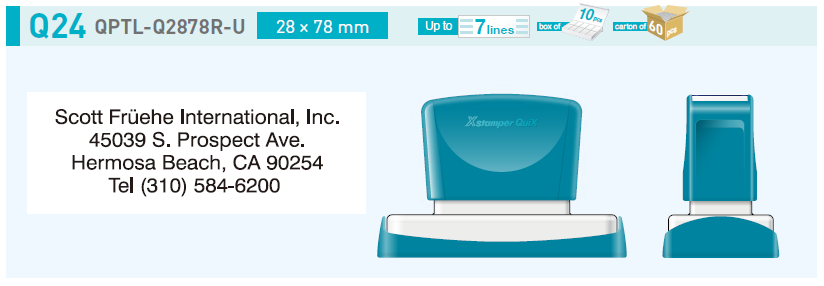 Q24 QPTL-Q2878R-U 28 × 78 mm Up to 7 lines box of 10 pcs carton of 60 pcs
Scott Früehe International, Inc.
45039 S. Prospect Ave.
Hermosa Beach, CA 90254
Tel (310) 584-6200
Xstamper QuiX